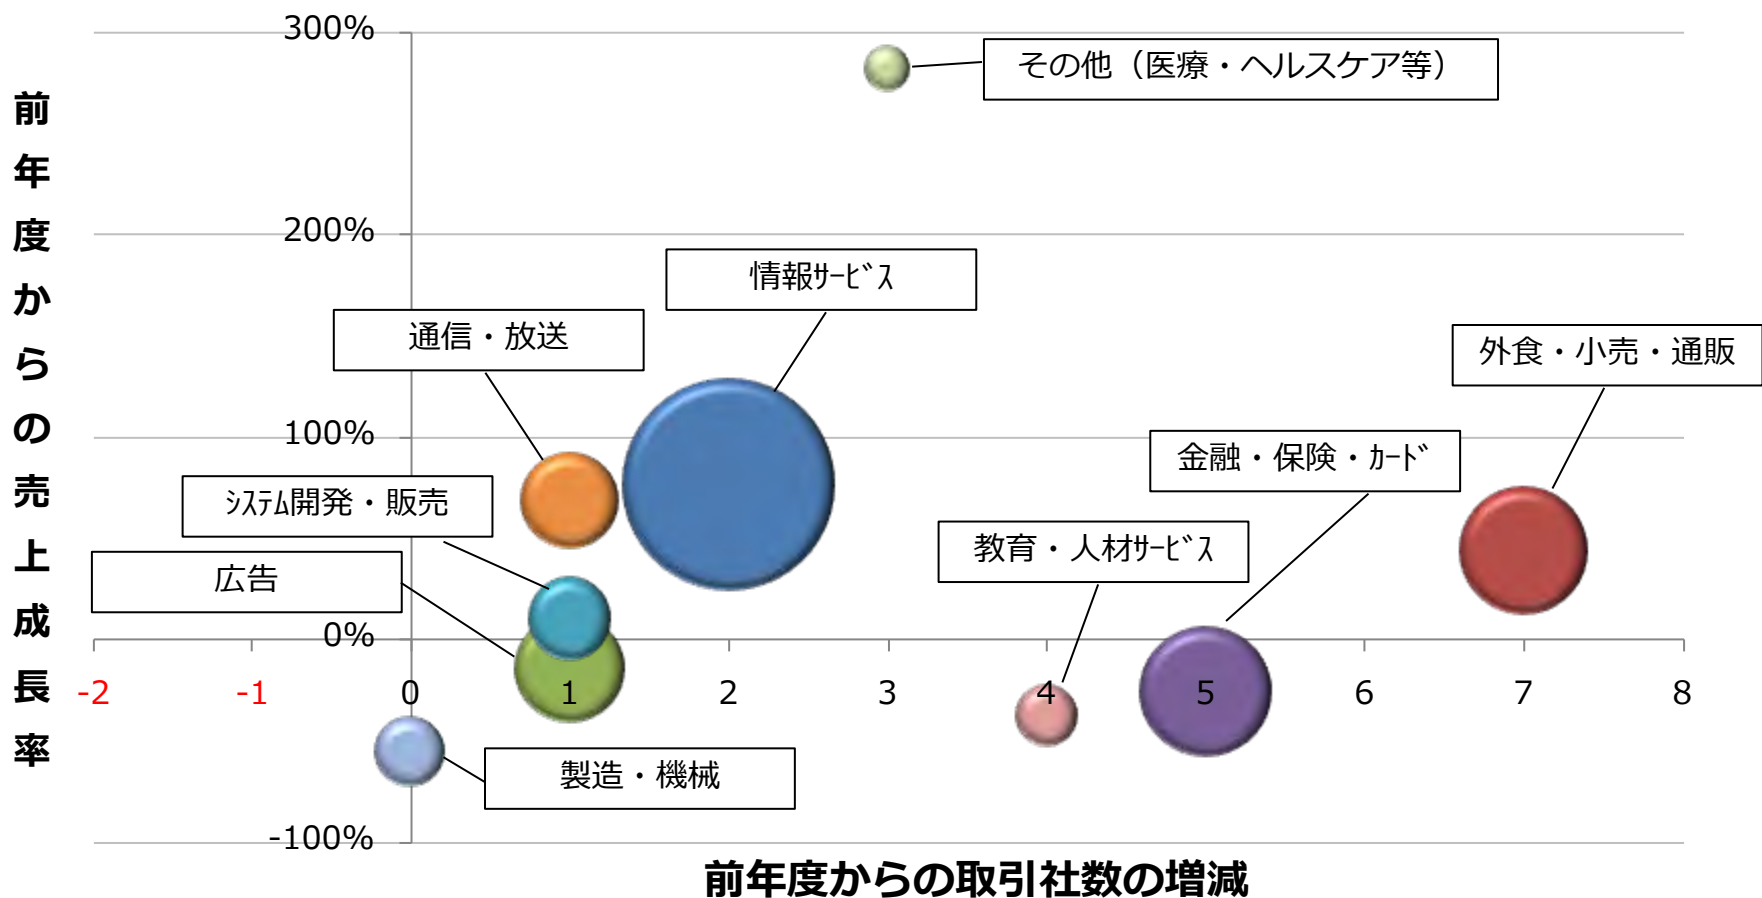 前年度からの売上成長率
300%
その他（医療・ヘルスケア等）
200%
情報ｻｰﾋﾞｽ
通信・放送
外食・小売・通販
100%
金融・保険・ｶｰﾄﾞ
ｼｽﾃﾑ開発・販売
教育・人材ｻｰﾋﾞｽ
広告
0%
-2 -1 0 1 2 3 4 5 6 7 8
製造・機械
-100%
前年度からの取引社数の増減